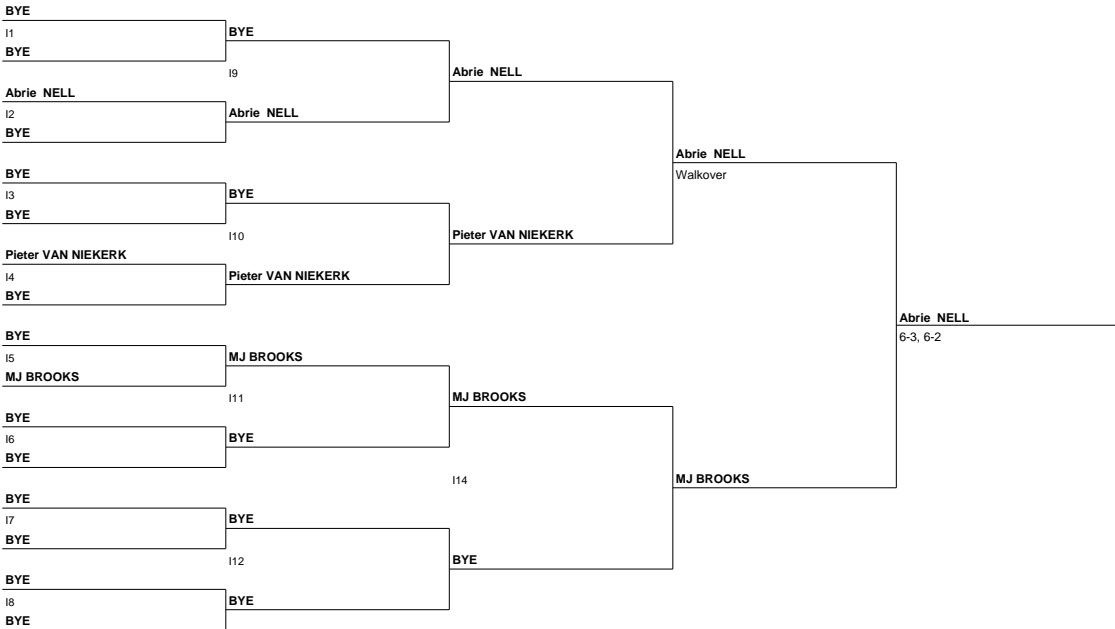 BYE
I1
BYE
BYE
I9
Abrie NELL
Abrie NELL
I2
Abrie NELL
BYE
Abrie NELL
Walkover
BYE
I3
BYE
BYE
I10
Pieter VAN NIEKERK
Pieter VAN NIEKERK
I4
Pieter VAN NIEKERK
BYE
Abrie NELL
6-3, 6-2
BYE
I5
MJ BROOKS
MJ BROOKS
I11
MJ BROOKS
BYE
I6
BYE
BYE
I14
MJ BROOKS
BYE
I7
BYE
BYE
I12
BYE
BYE
I8
BYE
BYE